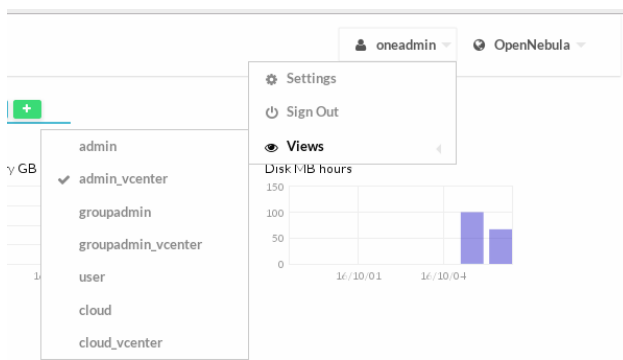 oneadmin OpenNebula
Settings
Sign Out
Views
+
admin
admin_vcenter
groupadmin
groupadmin_vcenter
user
cloud
cloud_vcenter
y GB
Disk MB hours
150
100
50
0
16/10/01 16/10/04